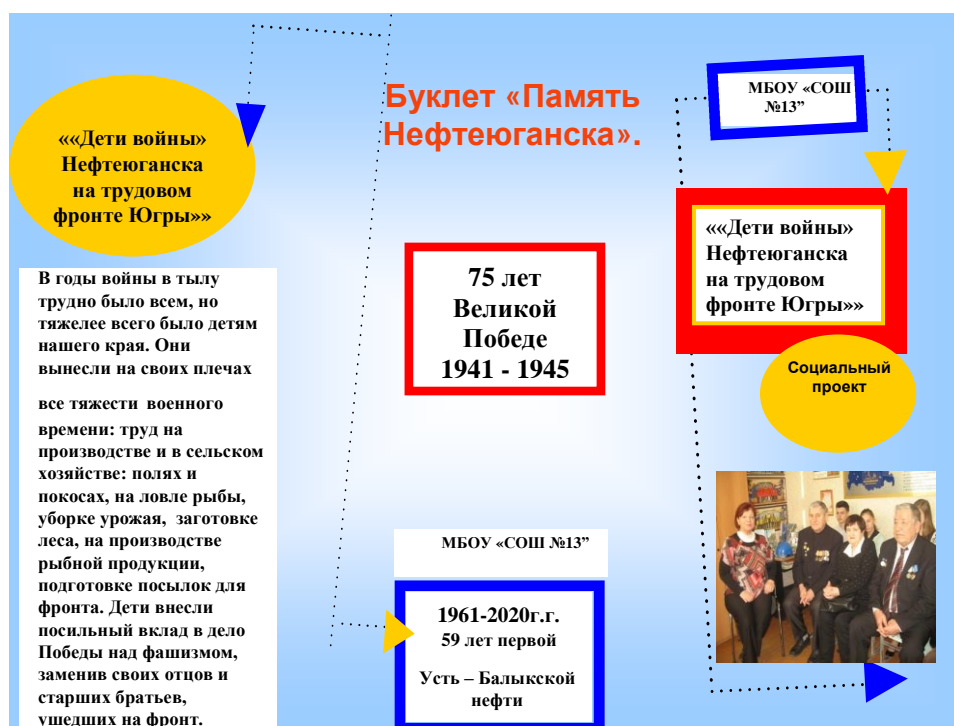 ««Дети войны»
Нефтеюганска
на трудовом
фронте Югры»»
В годы войны в тылу
трудно было всем, но
тяжелее всего было детям
нашего края. Они
вынесли на своих плечах
все тяжести военного
времени: труд на
производстве и в сельском
хозяйстве: полях и
покосах, на ловле рыбы,
уборке урожая, заготовке
леса, на производстве
рыбной продукции,
подготовке посылок для
фронта. Дети внесли
посильный вклад в дело
Победы над фашизмом,
заменив своих отцов и
старших братьев,
ушедших на фронт.
Буклет «Память
Нефтеюганска».
75 лет
Великой
Победе
1941 - 1945
МБОУ «СОШ №13”
1961-2020г.г.
59 лет первой
Усть – Балыкской
нефти
МБОУ «СОШ
№13”
««Дети войны»
Нефтеюганска
на трудовом
фронте Югры»»
Социальный
проект